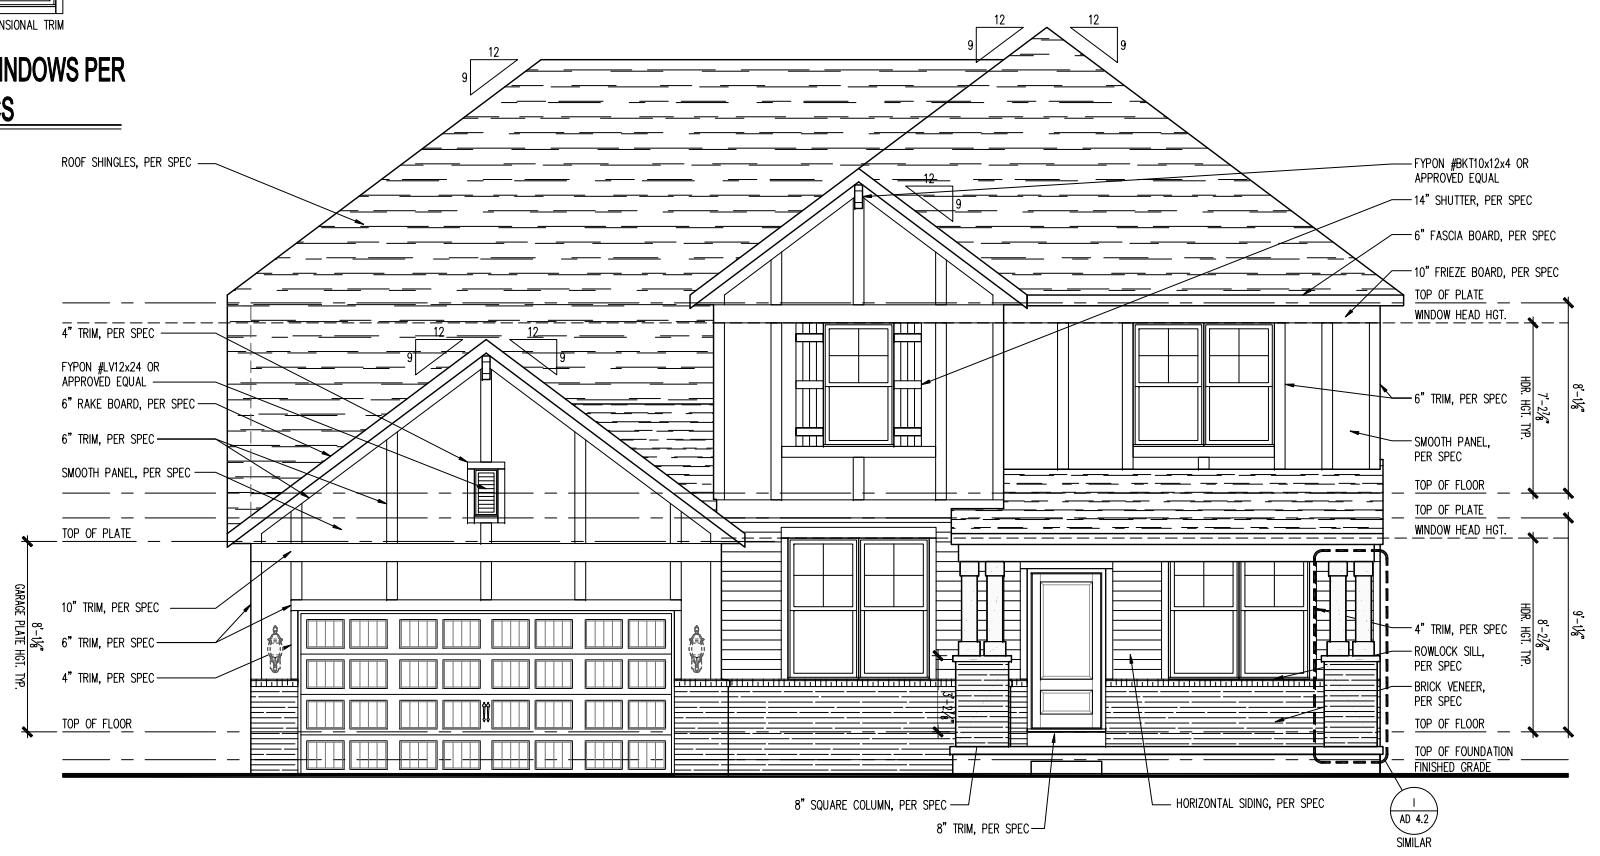 NSIONAL TRIM
INDOWS PER
CS
12
9
12
9
12
9
ROOF SHINGLES, PER SPEC
FYPON #BKT10x12x4 OR
APPROVED EQUAL
12
9
14" SHUTTER, PER SPEC
6" FASCIA BOARD, PER SPEC
10" FRIEZE BOARD, PER SPEC
TOP OF PLATE
WINDOW HEAD HGT.
4" TRIM, PER SPEC
12
9
12
9
FYPON #LV12x24 OR
APPROVED EQUAL
6" RAKE BOARD, PER SPEC
6" TRIM, PER SPEC
SMOOTH PANEL, PER SPEC
TOP OF PLATE
8'-1⅛"
HDR. HGT. TYP.
7'-2⅞"
6" TRIM, PER SPEC
SMOOTH PANEL,
PER SPEC
TOP OF FLOOR
TOP OF PLATE
WINDOW HEAD HGT.
10" TRIM, PER SPEC
6" TRIM, PER SPEC
4" TRIM, PER SPEC
GARAGE PLATE HGT. TYP.
8'-1⅛"
TOP OF FLOOR
9'-1⅛"
HDR. HGT. TYP.
8'-2⅞"
4" TRIM, PER SPEC
ROWLOCK SILL,
PER SPEC
BRICK VENEER,
PER SPEC
3'-2⅞"
TOP OF FLOOR
TOP OF FOUNDATION
FINISHED GRADE
8" SQUARE COLUMN, PER SPEC
HORIZONTAL SIDING, PER SPEC
8" TRIM, PER SPEC
1
AD 4.2
SIMILAR